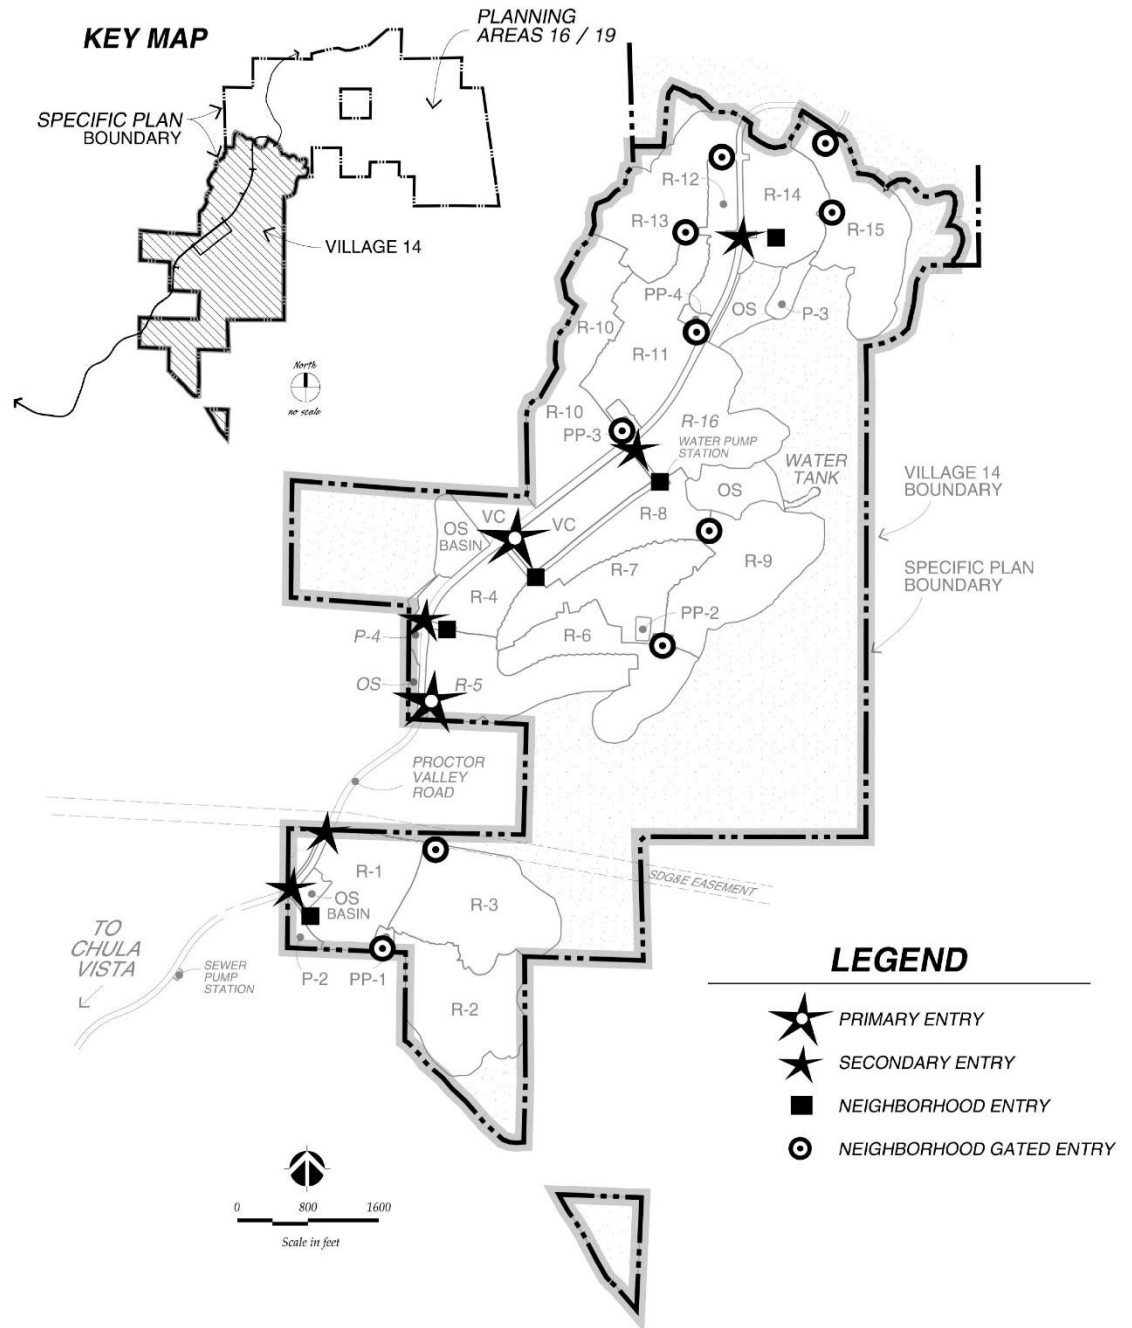 KEY MAP
PLANNING
AREAS 16 / 19
SPECIFIC PLAN
BOUNDARY
VILLAGE 14
North
no scale
R-12
R-14
R-13
R-15
PP-4
OS
P-3
R-10
R-11
R-10
R-16
PP-3
WATER PUMP
STATION
WATER
TANK
VILLAGE 14
BOUNDARY
OS
VC
VC
R-8
OS
BASIN
R-9
SPECIFIC PLAN
BOUNDARY
R-7
R-4
PP-2
R-6
P-4
OS
R-5
PROCTOR
VALLEY
ROAD
R-1
SDG&E EASEMENT
OS
BASIN
R-3
TO
CHULA
VISTA
SEWER
PUMP
STATION
P-2
PP-1
R-2
LEGEND
PRIMARY ENTRY
SECONDARY ENTRY
NEIGHBORHOOD ENTRY
NEIGHBORHOOD GATED ENTRY
0 800 1600
Scale in feet